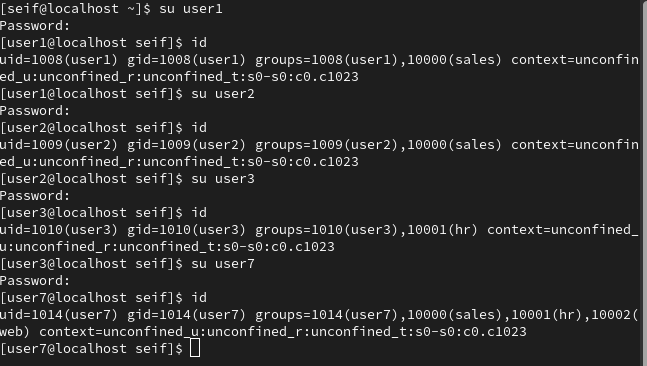 [seif@localhost ~]$ su user1
Password:
[user1@localhost seif]$ id
uid=1008(user1) gid=1008(user1) groups=1008(user1),10000(sales) context=unconfin
ed_u:unconfined_r:unconfined_t:s0-s0:c0.c1023
[user1@localhost seif]$ su user2
Password:
[user2@localhost seif]$ id
uid=1009(user2) gid=1009(user2) groups=1009(user2),10000(sales) context=unconfin
ed_u:unconfined_r:unconfined_t:s0-s0:c0.c1023
[user2@localhost seif]$ su user3
Password:
[user3@localhost seif]$ id
uid=1010(user3) gid=1010(user3) groups=1010(user3),10001(hr) context=unconfined_
u:unconfined_r:unconfined_t:s0-s0:c0.c1023
[user3@localhost seif]$ su user7
Password:
[user7@localhost seif]$ id
uid=1014(user7) gid=1014(user7) groups=1014(user7),10000(sales),10001(hr),10002(
web) context=unconfined_u:unconfined_r:unconfined_t:s0-s0:c0.c1023
[user7@localhost seif]$